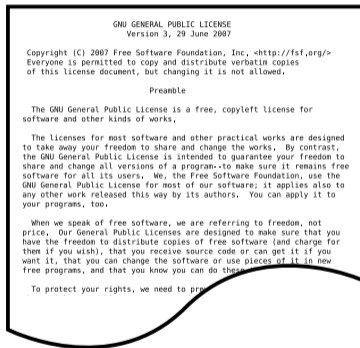 GNU GENERAL PUBLIC LICENSE
Version 3, 29 June 2007
Copyright (C) 2007 Free Software Foundation, Inc. <http://fsf.org/>
Everyone is permitted to copy and distribute verbatim copies
of this license document, but changing it is not allowed.
Preamble
The GNU General Public License is a free, copyleft license for
software and other kinds of works.
The licenses for most software and other practical works are designed
to take away your freedom to share and change the works. By contrast,
the GNU General Public License is intended to guarantee your freedom to
share and change all versions of a program--to make sure it remains free
software for all its users. We, the Free Software Foundation, use the
GNU General Public License for most of our software; it applies also to
any other work released this way by its authors. You can apply it to
your programs, too.
When we speak of free software, we are referring to freedom, not
price. Our General Public Licenses are designed to make sure that you
have the freedom to distribute copies of free software (and charge for
them if you wish), that you receive source code or can get it if you
want it, that you can change the software or use pieces of it in new
free programs, and that you know you can do these
To protect your rights, we need to